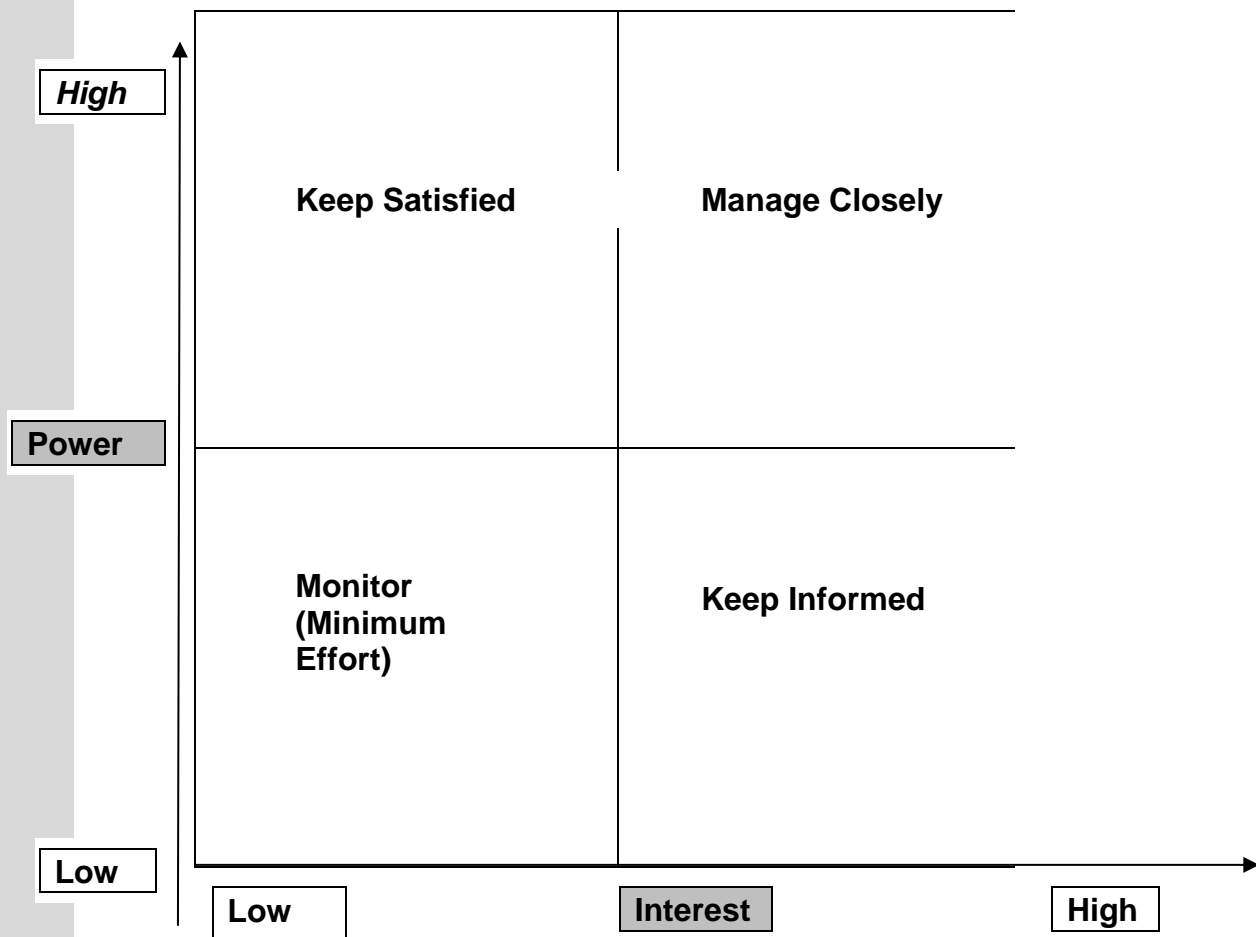 High
Keep Satisfied
Manage Closely
Power
Monitor
(Minimum
Effort)
Keep Informed
Low
Low
Interest
High